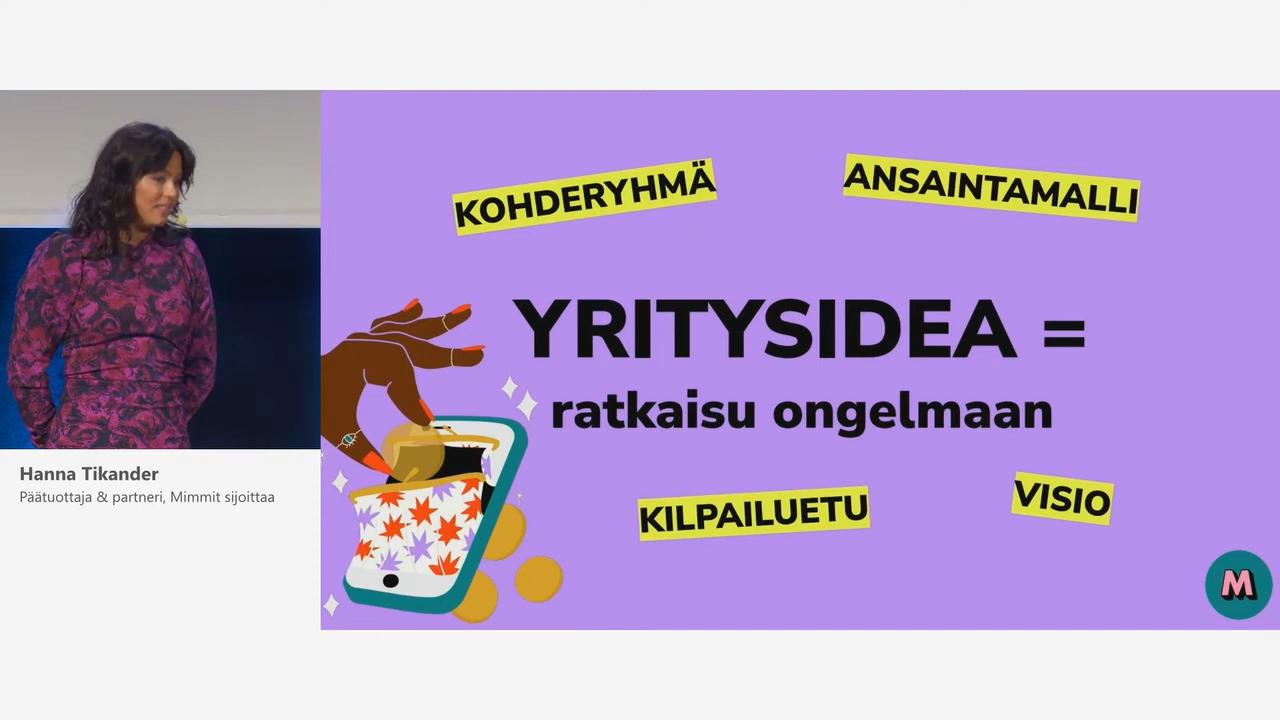 KOHDERYHMÄ
ANSAINTAMALLI
YRITYSIDEA =
ratkaisu ongelmaan
KILPAILUETU
VISIO
M
Hanna Tikander
Päätuottaja & partneri, Mimmit sijoittaa